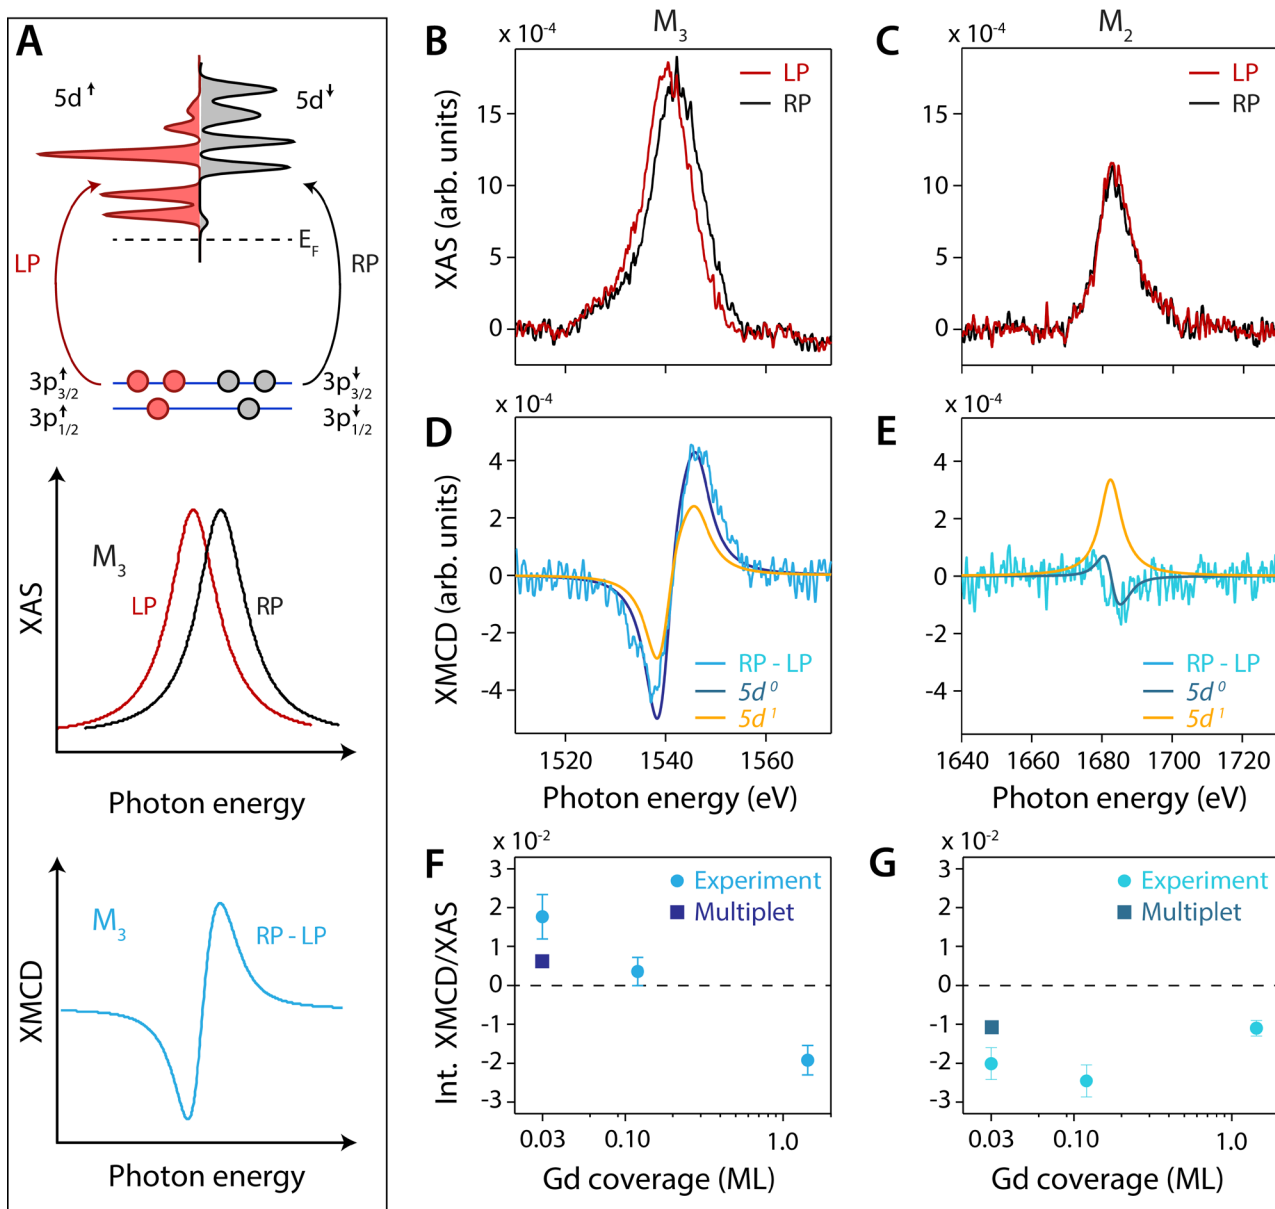 A
5d↑
5d↓
E_F
LP
RP
3p↑3/2
3p↓3/2
3p↑1/2
3p↓1/2
XAS
M3
LP
RP
Photon energy
XMCD
M3
RP - LP
Photon energy
B
x 10-4
M3
LP
RP
XAS (arb. units)
15
10
5
0
C
x 10-4
M2
LP
RP
15
10
5
0
D
x 10-4
XMCD (arb. units)
4
2
0
-2
-4
RP - LP
5d0
5d1
1520
1540
1560
Photon energy (eV)
E
x 10-4
4
2
0
-2
-4
RP - LP
5d0
5d1
1640
1660
1680
1700
1720
Photon energy (eV)
F
x 10-2
Int. XMCD/XAS
3
2
1
0
-1
-2
-3
Experiment
Multiplet
0.03
0.10
1.0
Gd coverage (ML)
G
x 10-2
3
2
1
0
-1
-2
-3
Experiment
Multiplet
0.03
0.10
1.0
Gd coverage (ML)